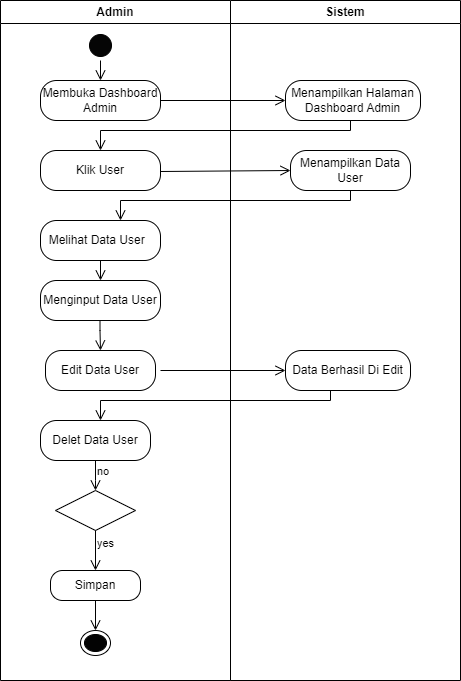 Admin
Sistem
Membuka Dashboard
Admin
Menampilkan Halaman
Dashboard Admin
Klik User
Menampilkan Data
User
Melihat Data User
Menginput Data User
Edit Data User
Data Berhasil Di Edit
Delet Data User
no
yes
Simpan